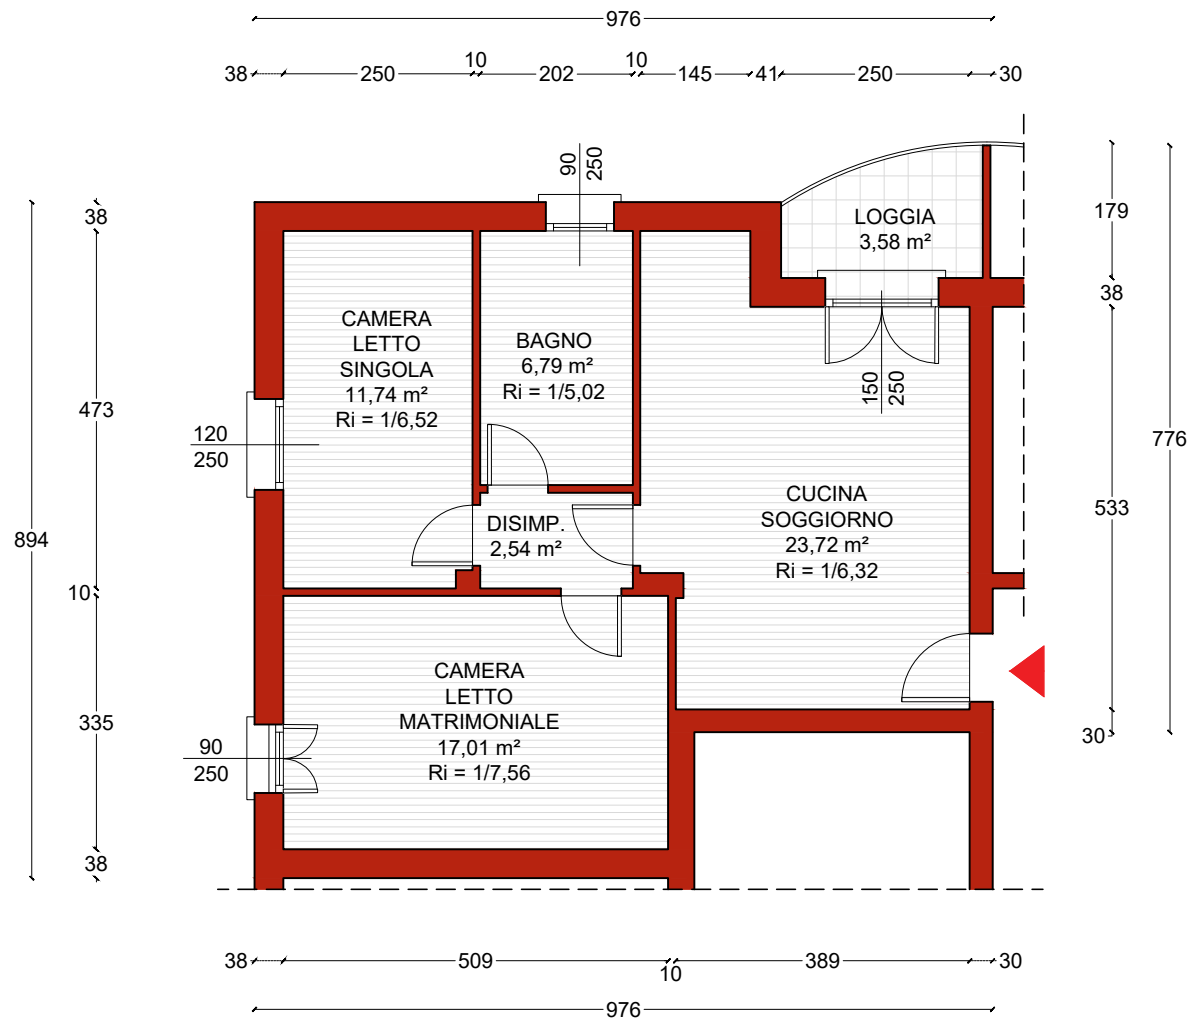 976
38 250 10 202 10 145 41 250 30
90
250
LOGGIA
3,58 m²
38
473
10
335
38
894
179
38
533
30
776
CAMERA
LETTO
SINGOLA
11,74 m²
Ri = 1/6,52
BAGNO
6,79 m²
Ri = 1/5,02
150
250
120
250
CUCINA
SOGGIORNO
23,72 m²
Ri = 1/6,32
DISIMP.
2,54 m²
CAMERA
LETTO
MATRIMONIALE
17,01 m²
Ri = 1/7,56
90
250
38 509 10 389 30
976